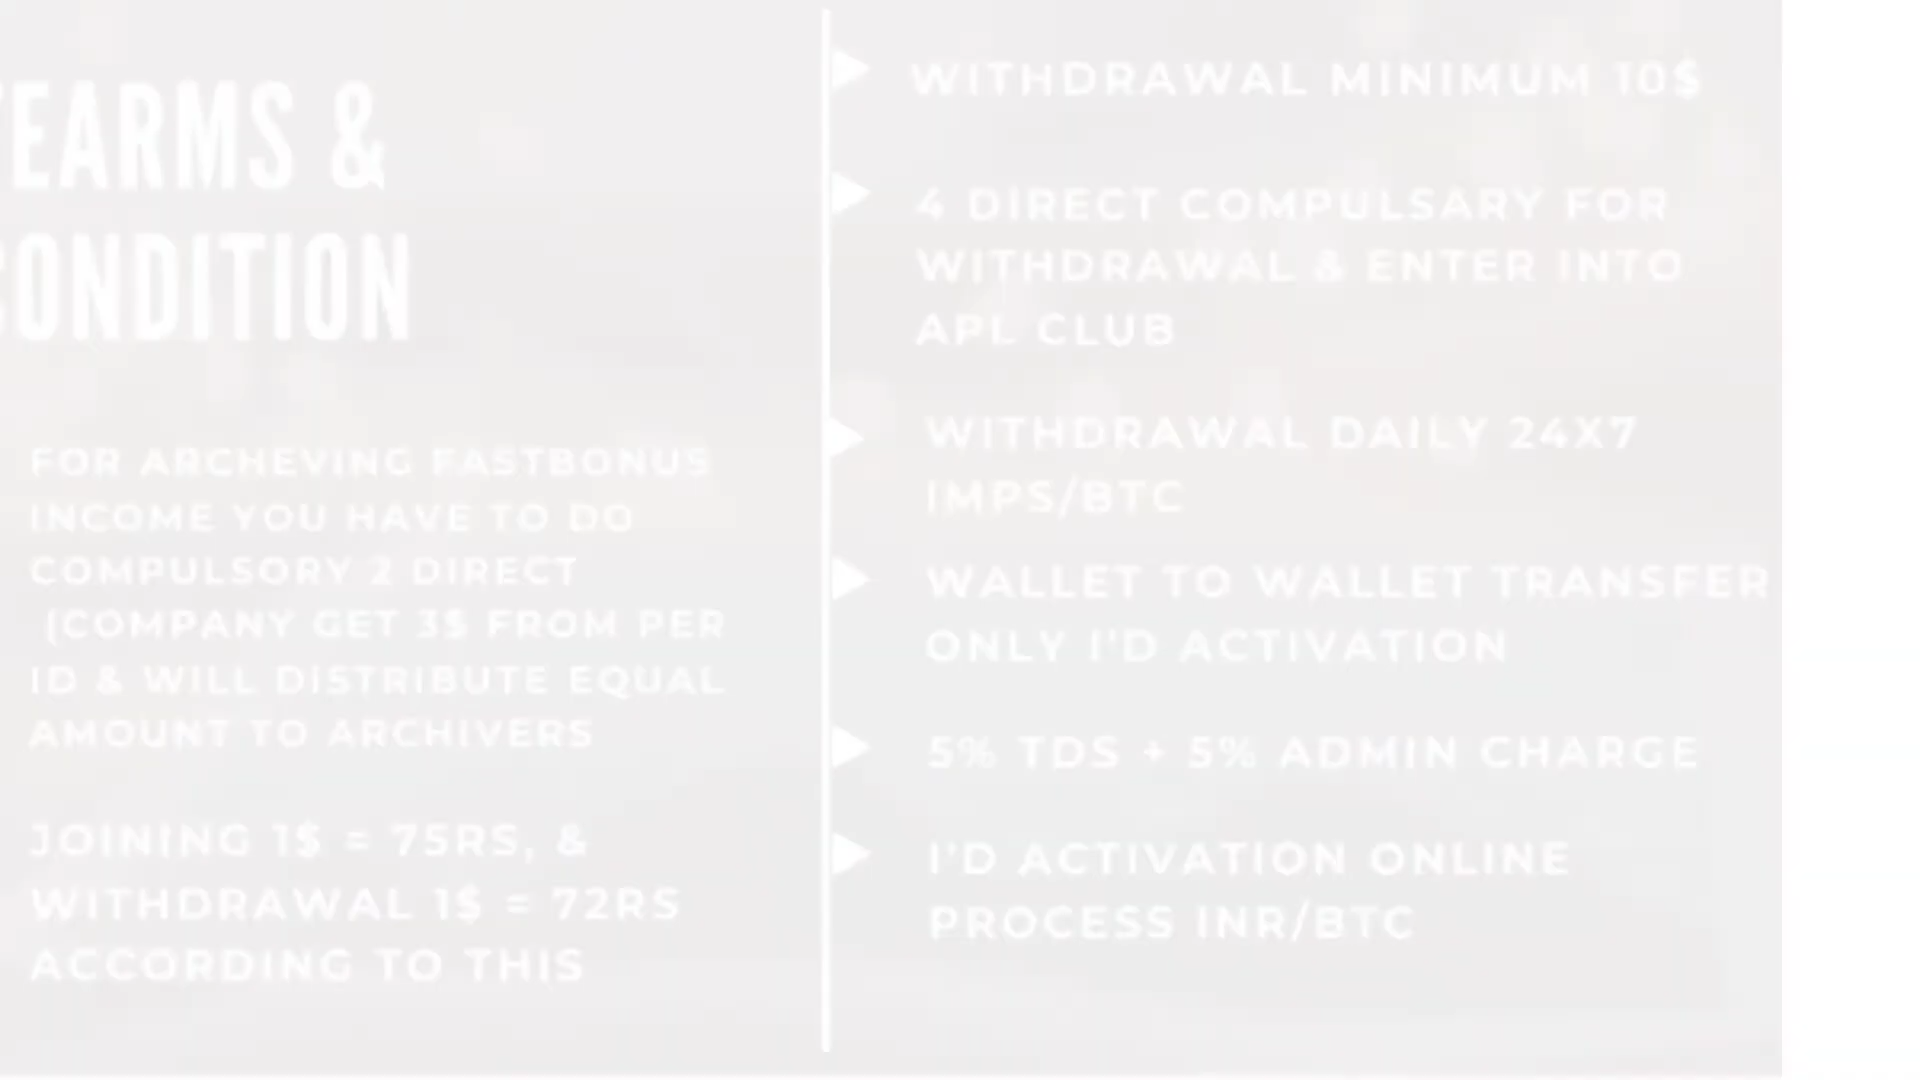 TEARMS &
CONDITION
FOR ARCHEVING FASTBONUS
INCOME YOU HAVE TO DO
COMPULSORY 2 DIRECT
(COMPANY GET 3$ FROM PER
ID & WILL DISTRIBUTE EQUAL
AMOUNT TO ARCHIVERS
JOINING 1$ = 75RS, &
WITHDRAWAL 1$ = 72RS
ACCORDING TO THIS
WITHDRAWAL MINIMUM 10$
4 DIRECT COMPULSARY FOR
WITHDRAWAL & ENTER INTO
APL CLUB
WITHDRAWAL DAILY 24X7
IMPS/BTC
WALLET TO WALLET TRANSFER
ONLY I'D ACTIVATION
5% TDS + 5% ADMIN CHARGE
I'D ACTIVATION ONLINE
PROCESS INR/BTC